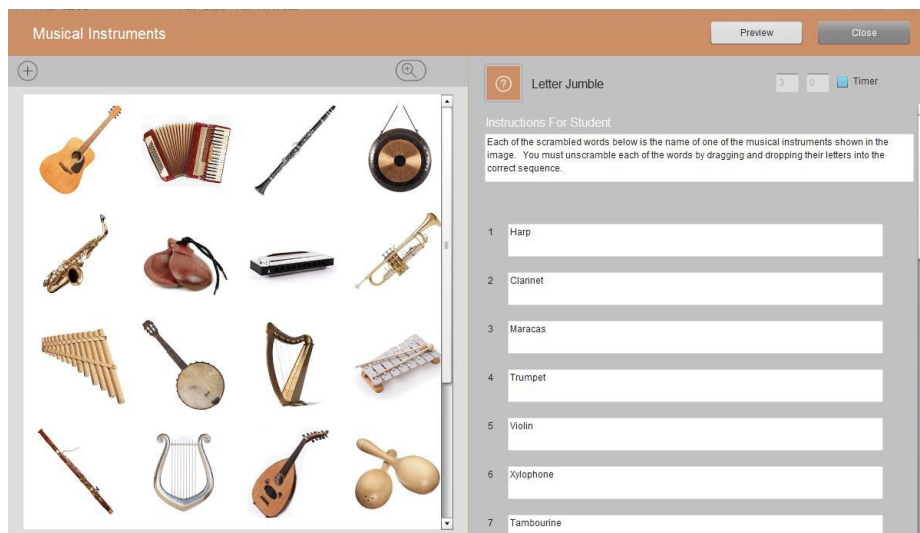 Musical Instruments
Preview
Close
Letter Jumble
3 : 0
Timer
Instructions For Student
Each of the scrambled words below is the name of one of the musical instruments shown in the
image. You must unscramble each of the words by dragging and dropping their letters into the
correct sequence.
1 Harp
2 Clarinet
3 Maracas
4 Trumpet
5 Violin
6 Xylophone
7 Tambourine